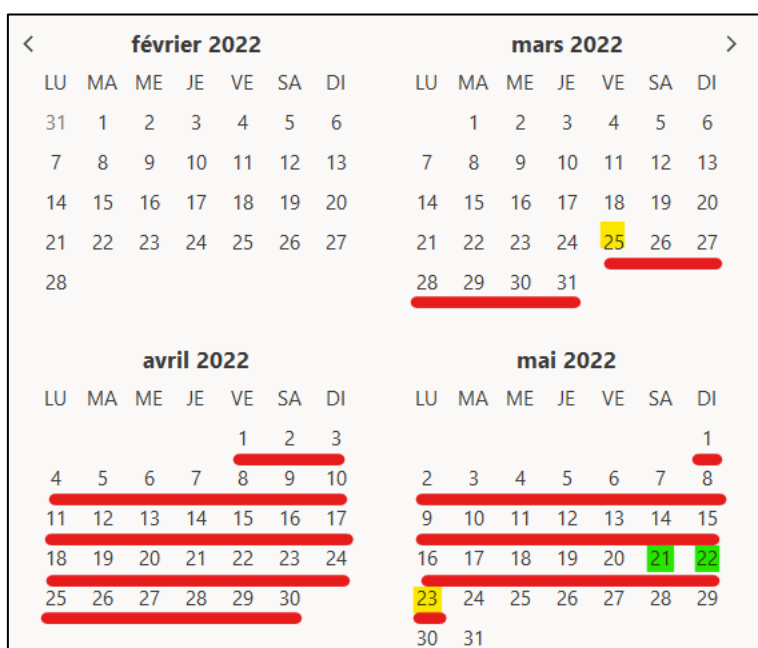 février 2022
LU MA ME JE VE SA DI
31 1 2 3 4 5 6
7 8 9 10 11 12 13
14 15 16 17 18 19 20
21 22 23 24 25 26 27
28
mars 2022
LU MA ME JE VE SA DI
1 2 3 4 5 6
7 8 9 10 11 12 13
14 15 16 17 18 19 20
21 22 23 24 25 26 27
28 29 30 31
avril 2022
LU MA ME JE VE SA DI
1 2 3
4 5 6 7 8 9 10
11 12 13 14 15 16 17
18 19 20 21 22 23 24
25 26 27 28 29 30
mai 2022
LU MA ME JE VE SA DI
1
2 3 4 5 6 7 8
9 10 11 12 13 14 15
16 17 18 19 20 21 22
23 24 25 26 27 28 29
30 31